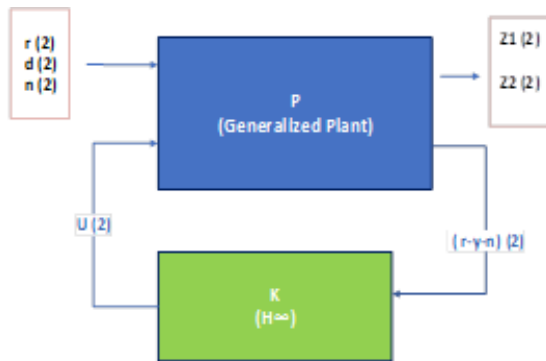 r (2)
d (2)
n (2)
P
(Generalized Plant)
Z1 (2)
Z2 (2)
U (2)
(r-y-n) (2)
K
(H∞)